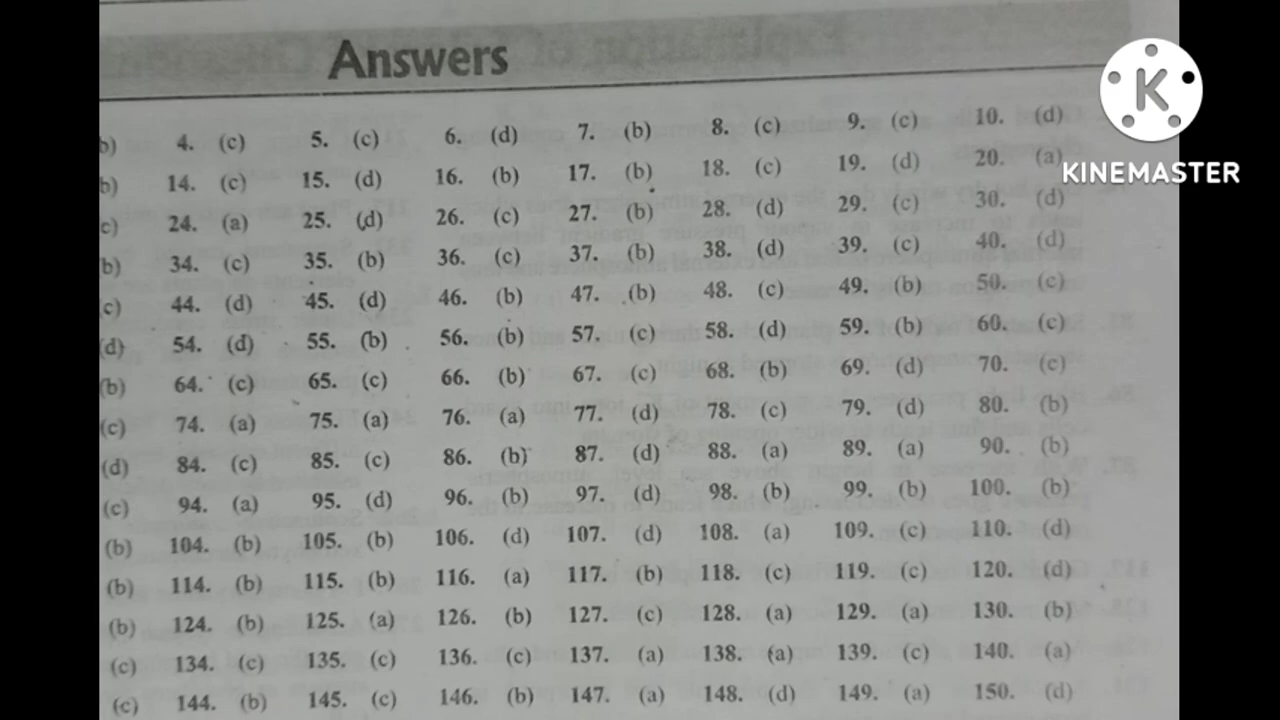 Answers
K
KINEMASTER
b) 4. (c) 5. (c) 6. (d) 7. (b) 8. (c) 9. (c) 10. (d)
b) 14. (c) 15. (d) 16. (b) 17. (b) 18. (c) 19. (d) 20. (a)
c) 24. (a) 25. (d) 26. (c) 27. (b) 28. (d) 29. (c) 30. (d)
b) 34. (c) 35. (b) 36. (c) 37. (b) 38. (d) 39. (c) 40. (d)
(c) 44. (d) 45. (d) 46. (b) 47. (b) 48. (c) 49. (b) 50. (c)
(d) 54. (d) 55. (b) 56. (b) 57. (c) 58. (d) 59. (b) 60. (c)
(b) 64. (c) 65. (c) 66. (b) 67. (c) 68. (b) 69. (d) 70. (c)
(c) 74. (a) 75. (a) 76. (a) 77. (d) 78. (c) 79. (d) 80. (b)
(d) 84. (c) 85. (c) 86. (b) 87. (d) 88. (a) 89. (a) 90. (b)
(c) 94. (a) 95. (d) 96. (b) 97. (d) 98. (b) 99. (b) 100. (b)
(b) 104. (b) 105. (b) 106. (d) 107. (d) 108. (a) 109. (c) 110. (d)
(b) 114. (b) 115. (b) 116. (a) 117. (b) 118. (c) 119. (c) 120. (d)
(b) 124. (b) 125. (a) 126. (b) 127. (c) 128. (a) 129. (a) 130. (b)
(c) 134. (c) 135. (c) 136. (c) 137. (a) 138. (a) 139. (c) 140. (a)
(c) 144. (b) 145. (c) 146. (b) 147. (a) 148. (d) 149. (a) 150. (d)